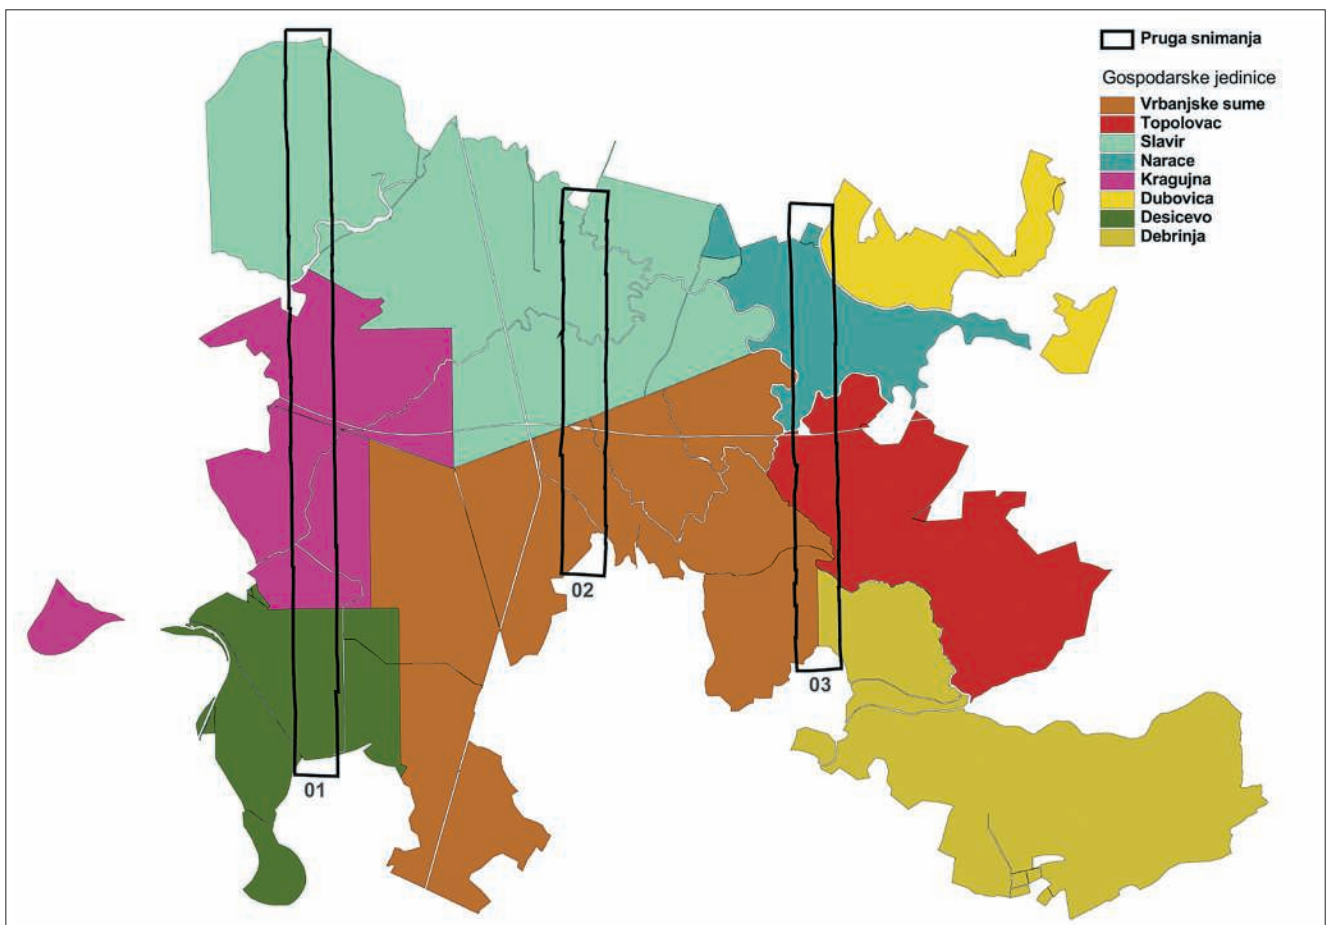 Pruga snimanja
Gospodarske jedinice
Vrbanjske sume
Topolovac
Slavir
Narace
Kragujna
Dubovica
Desicevo
Debrinja
02
03
01